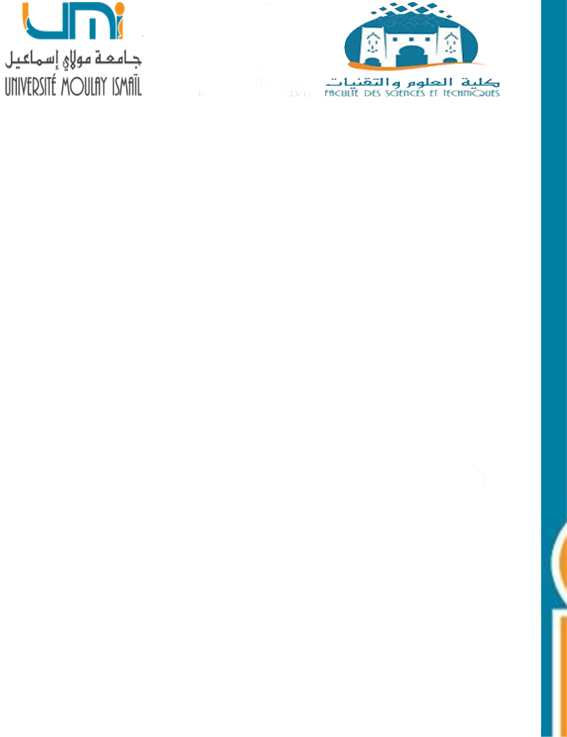 umi
جامعة مولاي إسماعيل
UNIVERSITÉ MOULAY ISMAÏL
كلية العلوم والتقنيات
FACULTÉ DES SCIENCES ET TECHNIQUES